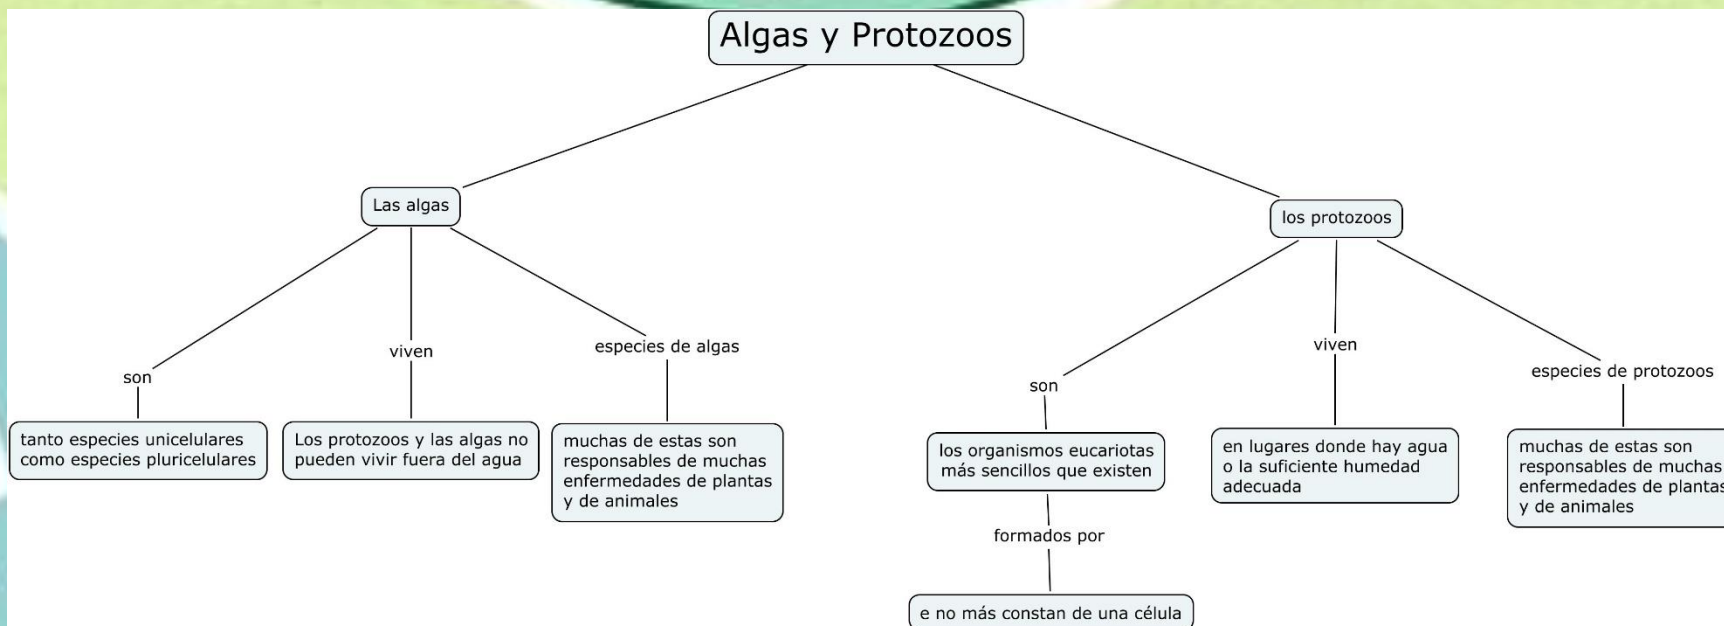 Algas y Protozoos
Las algas
los protozoos
son
viven
especies de algas
tanto especies unicelulares
como especies pluricelulares
Los protozoos y las algas no
pueden vivir fuera del agua
muchas de estas son
responsables de muchas
enfermedades de plantas
y de animales
son
viven
especies de protozoos
los organismos eucariotas
más sencillos que existen
en lugares donde hay agua
o la suficiente humedad
adecuada
muchas de estas son
responsables de muchas
enfermedades de plantas
y de animales
formados por
e no más constan de una célula